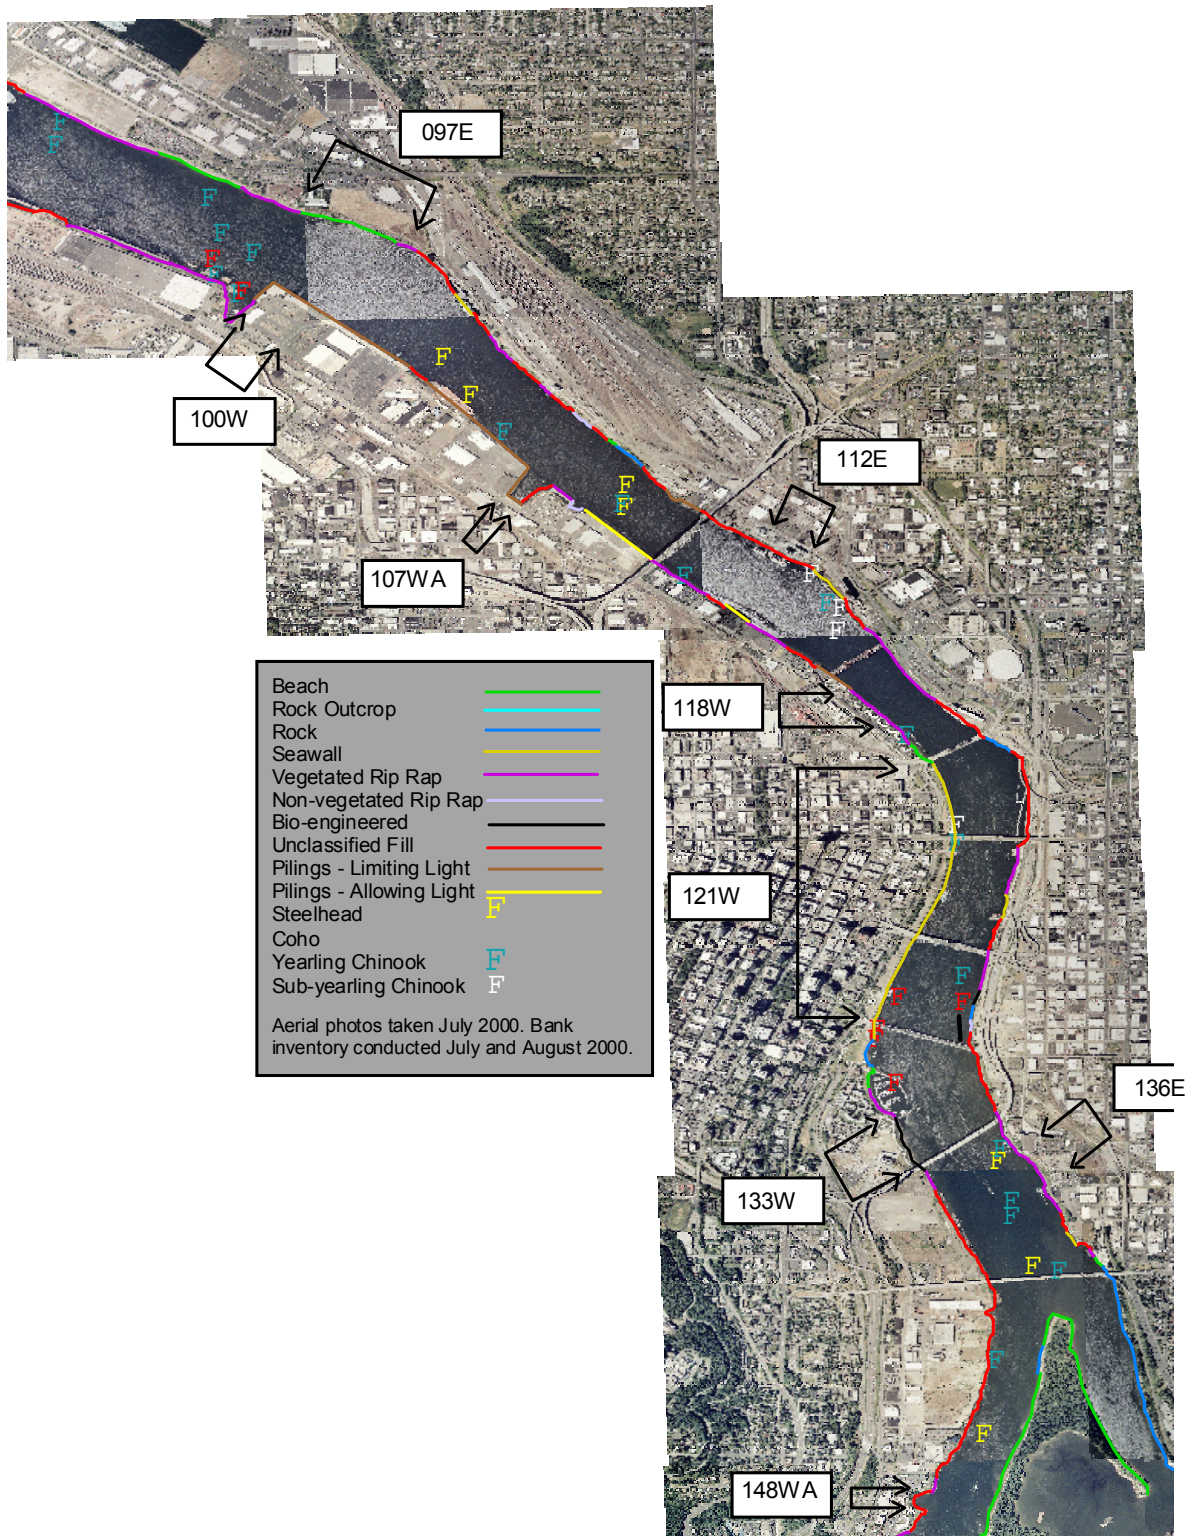 097E
100W
112E
107WA
118W
Beach
Rock Outcrop
Rock
Seawall
Vegetated Rip Rap
Non-vegetated Rip Rap
Bio-engineered
Unclassified Fill
Pilings - Limiting Light
Pilings - Allowing Light
Steelhead F
Coho
Yearling Chinook F
Sub-yearling Chinook F
Aerial photos taken July 2000. Bank
inventory conducted July and August 2000.
121W
136E
133W
148WA